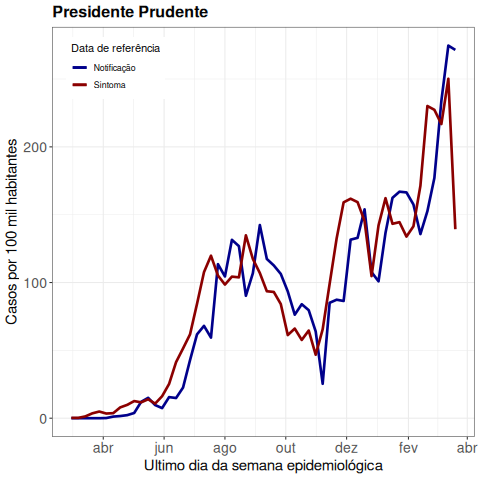 Presidente Prudente
Data de referência
Notificação
Sintoma
Casos por 100 mil habitantes
200
100
0
abr jun ago out dez fev abr
Ultimo dia da semana epidemiológica